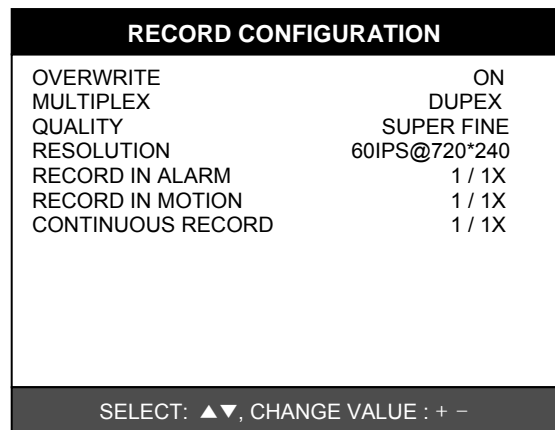 RECORD CONFIGURATION
OVERWRITE ON
MULTIPLEX DUPEX
QUALITY SUPER FINE
RESOLUTION 60IPS@720*240
RECORD IN ALARM 1 / 1X
RECORD IN MOTION 1 / 1X
CONTINUOUS RECORD 1 / 1X
SELECT: ▲▼, CHANGE VALUE : + −